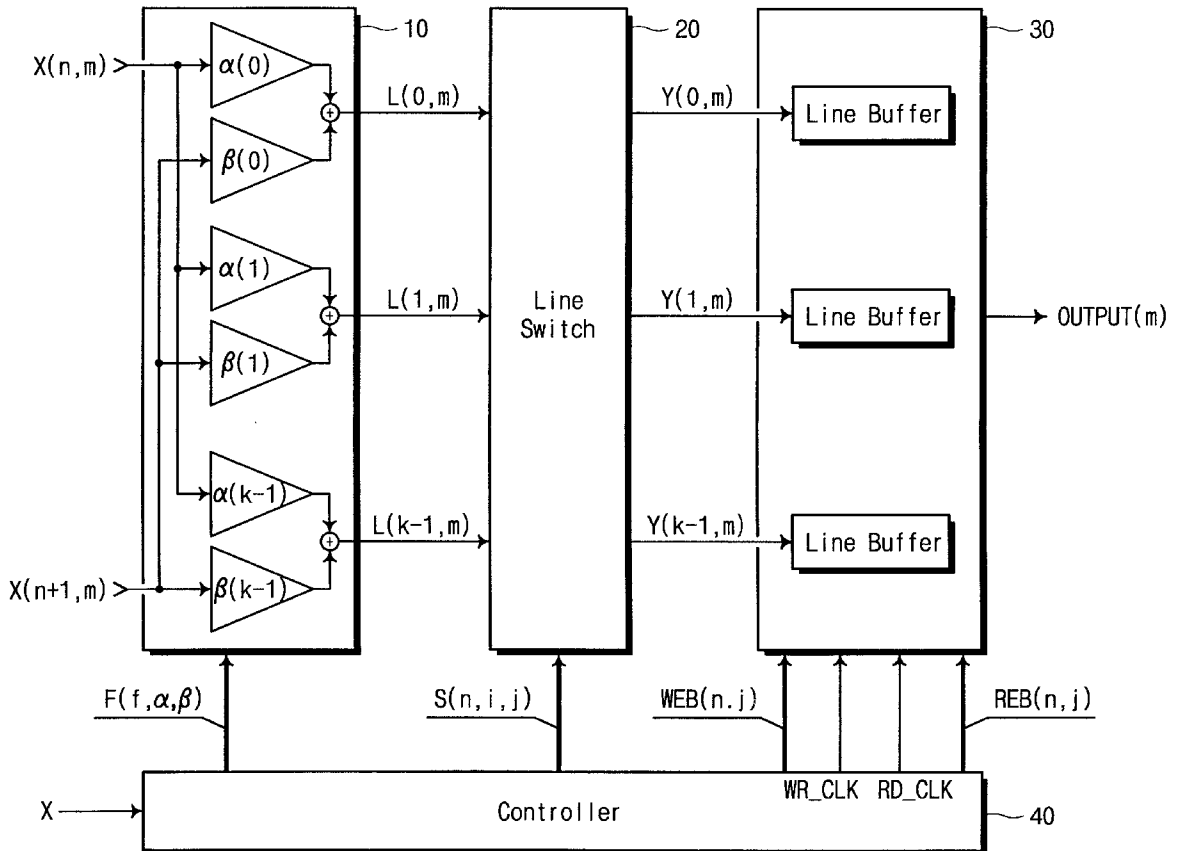 10
20
30
X(n,m)
α(0)
L(0,m)
Y(0,m)
Line Buffer
β(0)
α(1)
L(1,m)
Line
Switch
Y(1,m)
Line Buffer
OUTPUT(m)
β(1)
α(k-1)
L(k-1,m)
Y(k-1,m)
Line Buffer
X(n+1,m)
β(k-1)
F(f,α,β)
S(n,i,j)
WEB(n.j)
REB(n,j)
WR_CLK
RD_CLK
X
Controller
40